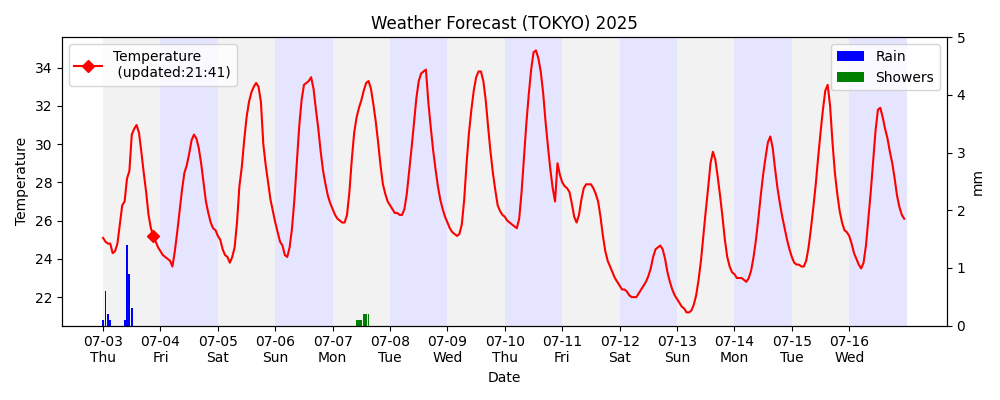 Weather Forecast (TOKYO) 2025
Temperature
(updated:21:41)
Rain
Showers
Temperature
34
32
30
28
26
24
22
5
4
3
2
1
0
mm
07-03 07-04 07-05 07-06 07-07 07-08 07-09 07-10 07-11 07-12 07-13 07-14 07-15 07-16
Thu Fri Sat Sun Mon Tue Wed Thu Fri Sat Sun Mon Tue Wed
Date